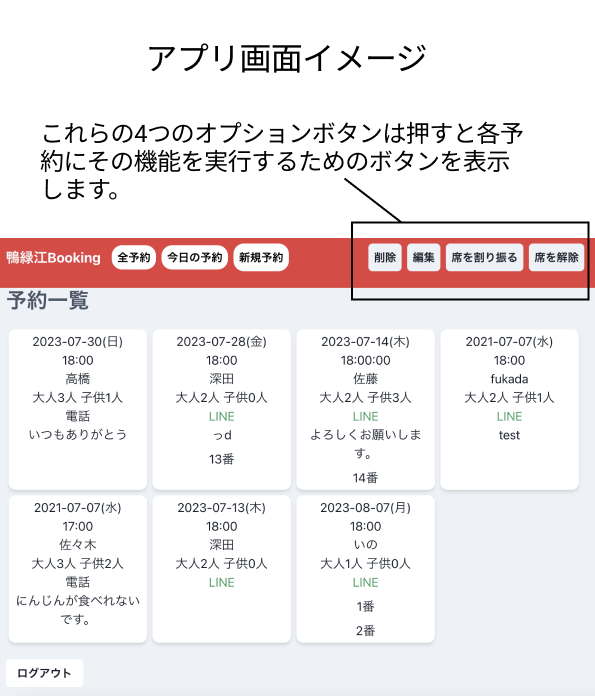 アプリ画面イメージ
これらの4つのオプションボタンは押すと各予
約にその機能を実行するためのボタンを表示
します。
鴨緑江Booking 全予約 今日の予約 新規予約 削除 編集 席を割り振る 席を解除
予約一覧
2023-07-30(日)
18:00
高橋
大人3人 子供1人
電話
いつもありがとう
2023-07-28(金)
18:00
深田
大人2人 子供0人
LINE
っd
13番
2023-07-14(木)
18:00:00
佐藤
大人2人 子供3人
LINE
よろしくお願いしま
す。
14番
2021-07-07(水)
18:00
fukada
大人2人 子供1人
LINE
test
2021-07-07(水)
17:00
佐々木
大人3人 子供2人
電話
にんじんが食べれない
です。
2023-07-13(木)
18:00
深田
大人2人 子供0人
LINE
2023-08-07(月)
18:00
いの
大人1人 子供0人
LINE
1番
2番
ログアウト